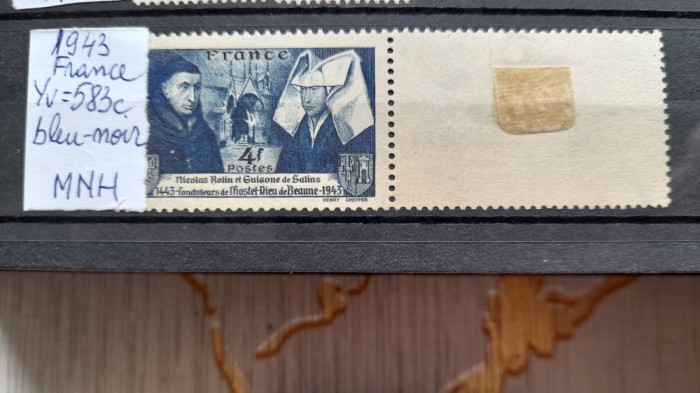 1943
France
Yv=583c
bleu-noir
MNH
France
4f
Postes
Nicolas Rolin et Guigone de Salins
1443-fondateurs de l'Hostel-Dieu de Beaune-1943
HENRY CHEFFER